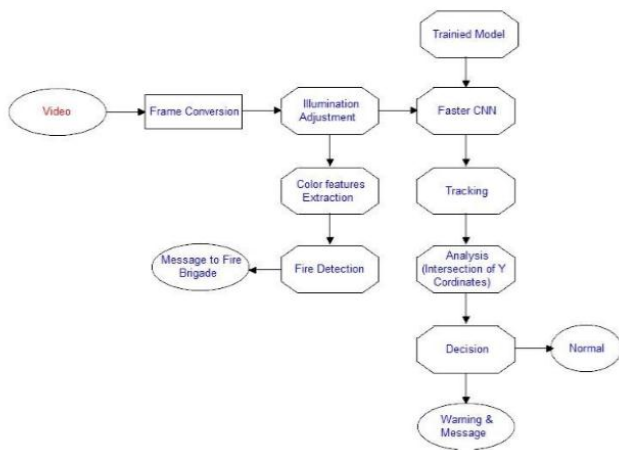 Trainied Model
Video
Frame Conversion
Illumination
Adjustment
Faster CNN
Color features
Extraction
Tracking
Message to Fire
Brigade
Fire Detection
Analysis
(Intersection of Y
Cordinates)
Decision
Normal
Warning &
Message